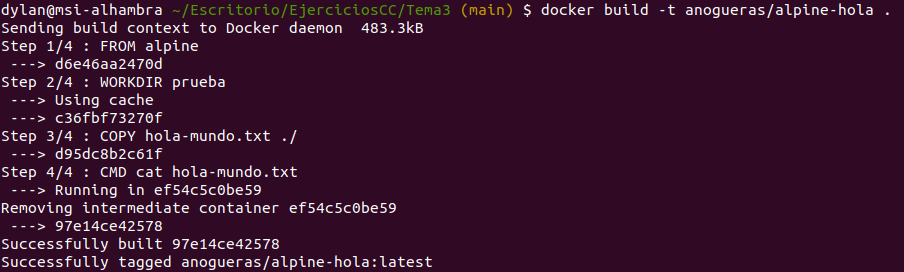 dylan@msi-alhambra ~/Escritorio/EjerciciosCC/Tema3 (main) $ docker build -t anogueras/alpine-hola .
Sending build context to Docker daemon  483.3kB
Step 1/4 : FROM alpine
 ---> d6e46aa2470d
Step 2/4 : WORKDIR prueba
 ---> Using cache
 ---> c36fbf73270f
Step 3/4 : COPY hola-mundo.txt ./
 ---> d95dc8b2c61f
Step 4/4 : CMD cat hola-mundo.txt
 ---> Running in ef54c5c0be59
Removing intermediate container ef54c5c0be59
 ---> 97e14ce42578
Successfully built 97e14ce42578
Successfully tagged anogueras/alpine-hola:latest